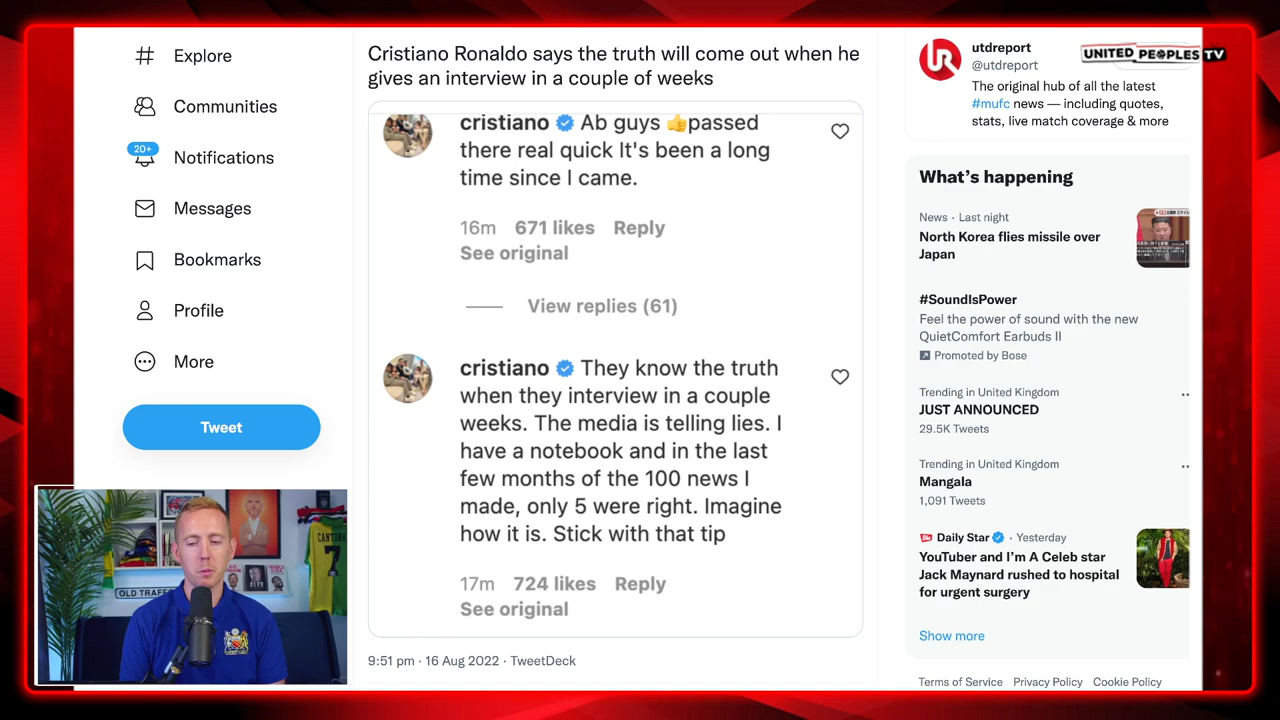 Explore
Communities
20+
Notifications
Messages
Bookmarks
Profile
More
Tweet
Cristiano Ronaldo says the truth will come out when he
gives an interview in a couple of weeks
cristiano Ab guys 👍passed
there real quick It's been a long
time since I came.
16m 671 likes Reply
See original
View replies (61)
cristiano They know the truth
when they interview in a couple
weeks. The media is telling lies. I
have a notebook and in the last
few months of the 100 news I
made, only 5 were right. Imagine
how it is. Stick with that tip
17m 724 likes Reply
See original
9:51 pm · 16 Aug 2022 · TweetDeck
UR
utdreport
@utdreport
UNITED PEOPLES TV
The original hub of all the latest
#mufc news — including quotes,
stats, live match coverage & more
What's happening
News · Last night
North Korea flies missile over
Japan
#SoundIsPower
Feel the power of sound with the new
QuietComfort Earbuds II
Promoted by Bose
Trending in United Kingdom
JUST ANNOUNCED
29.5K Tweets
Trending in United Kingdom
Mangala
1,091 Tweets
Daily Star · Yesterday
YouTuber and I'm A Celeb star
Jack Maynard rushed to hospital
for urgent surgery
Show more
Terms of Service Privacy Policy Cookie Policy
OLD TRAFF
CANTONA
7